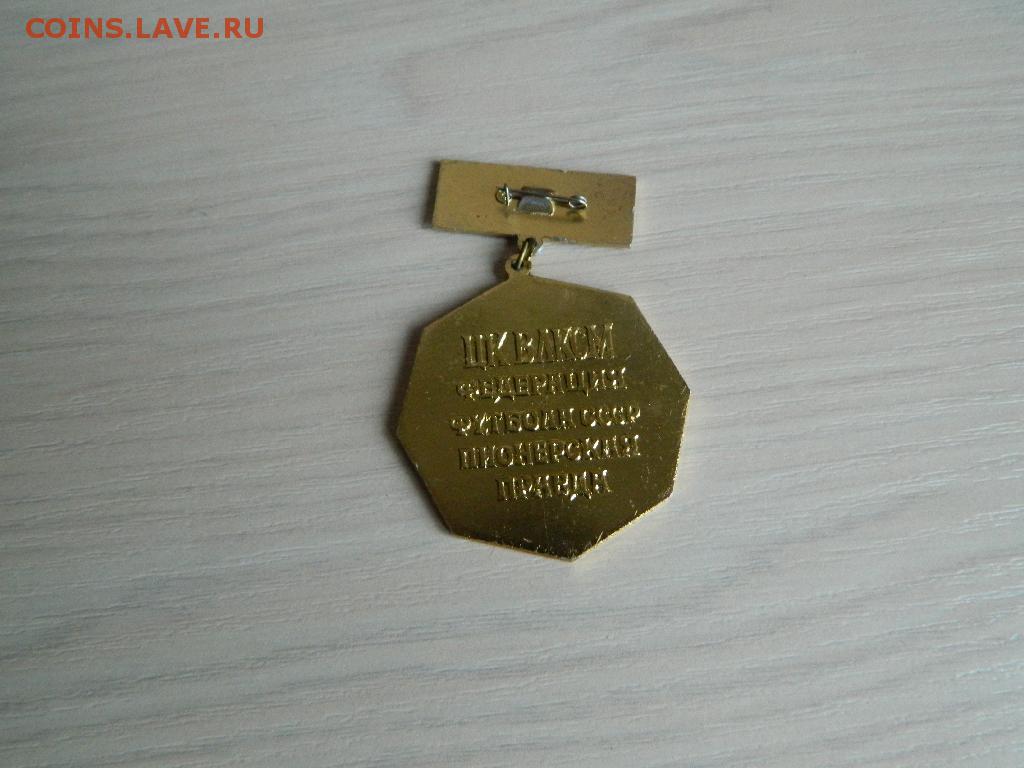 COINS.LAVE.RU
ЦК ВЛКСМ
ФЕДЕРАЦИЯ
ФУТБОЛА СССР
ПИОНЕРСКАЯ
ПРАВДА